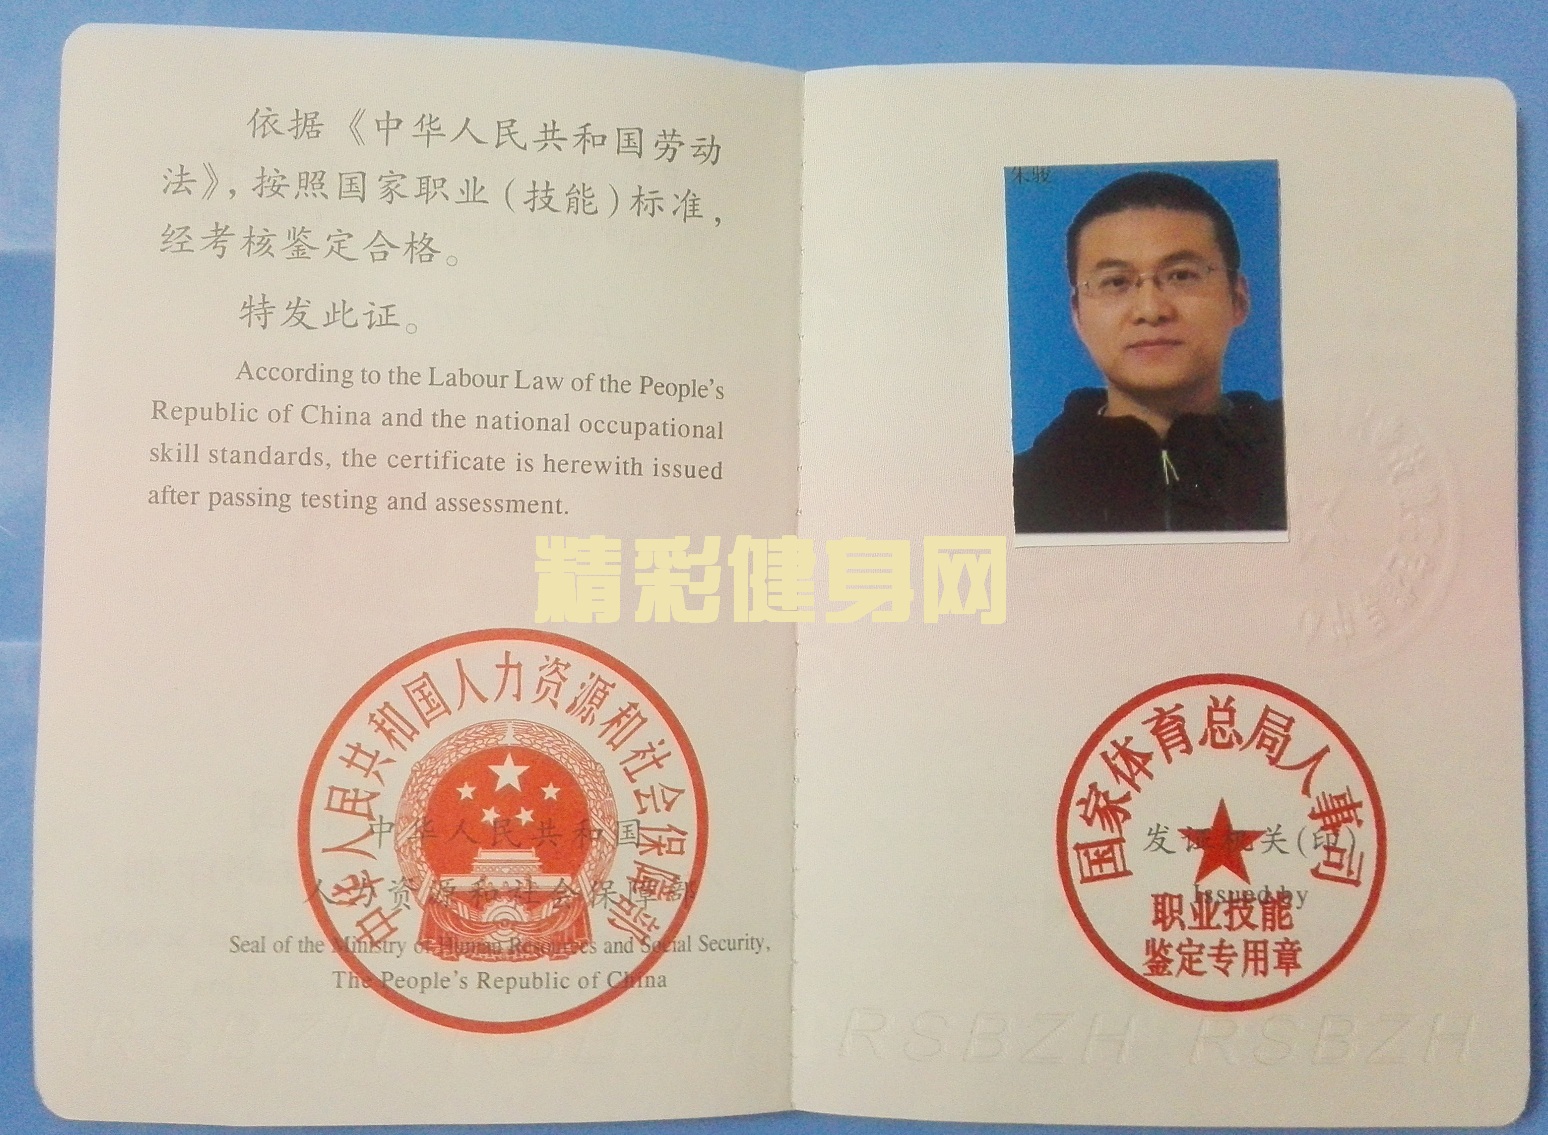 依据《中华人民共和国劳动
法》，按照国家职业（技能）标准，
经考核鉴定合格。
特发此证。
According to the Labour Law of the People's
Republic of China and the national occupational
skill standards, the certificate is herewith issued
after passing testing and assessment.
中华人民共和国人力资源和社会保障部
中华人民共和国
人力资源和社会保障部
Seal of the Ministry of Human Resources and Social Security,
The People's Republic of China
精彩健身网
朱骏
国家体育总局人事司
发证机关(印)
Issued by
职业技能
鉴定专用章
RSBZH RSBZH